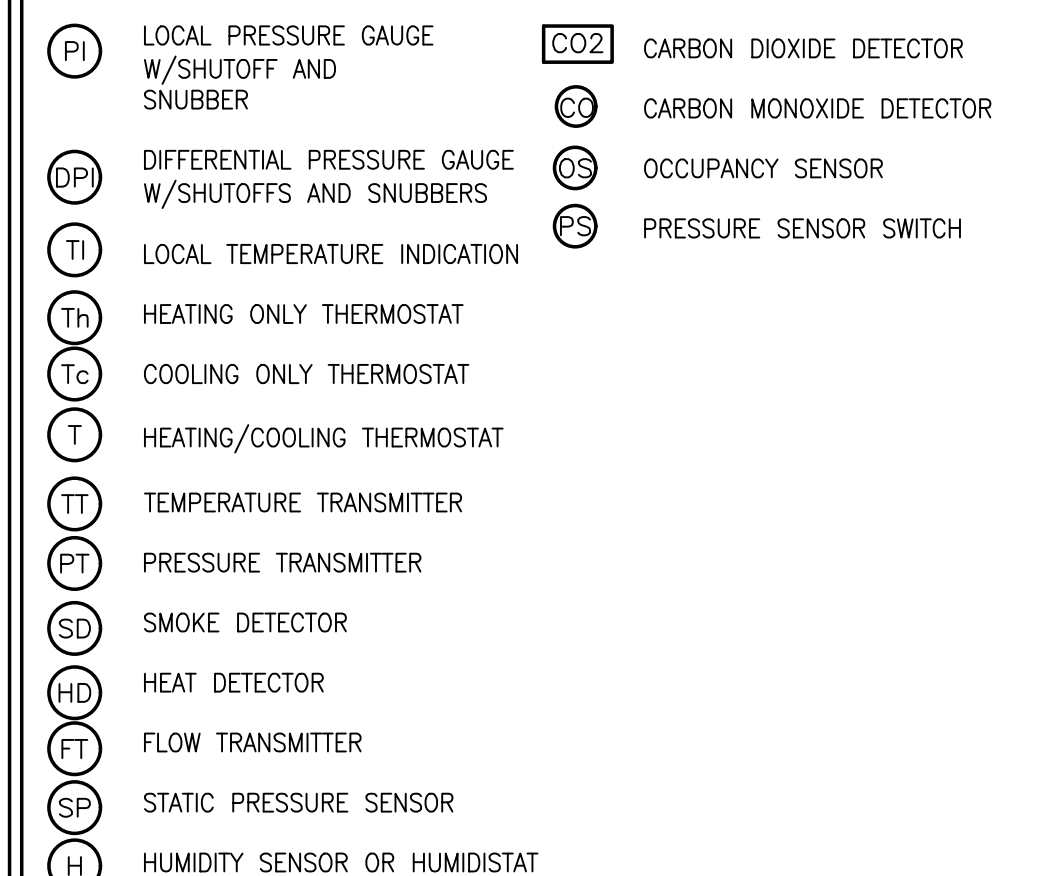 PI LOCAL PRESSURE GAUGE
W/SHUTOFF AND
SNUBBER
DPI DIFFERENTIAL PRESSURE GAUGE
W/SHUTOFFS AND SNUBBERS
TI LOCAL TEMPERATURE INDICATION
Th HEATING ONLY THERMOSTAT
Tc COOLING ONLY THERMOSTAT
T HEATING/COOLING THERMOSTAT
TT TEMPERATURE TRANSMITTER
PT PRESSURE TRANSMITTER
SD SMOKE DETECTOR
HD HEAT DETECTOR
FT FLOW TRANSMITTER
SP STATIC PRESSURE SENSOR
H HUMIDITY SENSOR OR HUMIDISTAT
CO2 CARBON DIOXIDE DETECTOR
CO CARBON MONOXIDE DETECTOR
OS OCCUPANCY SENSOR
PS PRESSURE SENSOR SWITCH